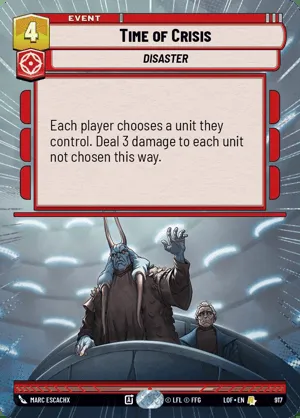 EVENT
4
TIME OF CRISIS
DISASTER
Each player chooses a unit they
control. Deal 3 damage to each unit
not chosen this way.
MARC ESCACHX
© LFL © FFG
LOF • EN
917